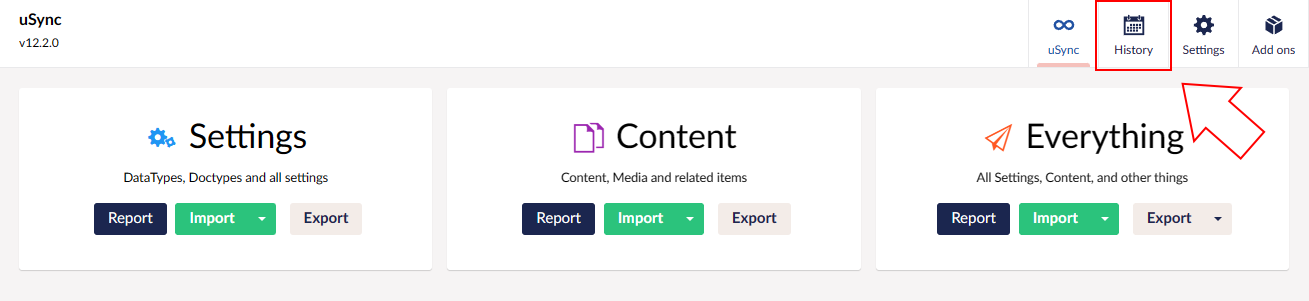 uSync
v12.2.0
uSync
History
Settings
Add ons
Settings
DataTypes, Doctypes and all settings
Report
Import
Export
Content
Content, Media and related items
Report
Import
Export
Everything
All Settings, Content, and other things
Report
Import
Export